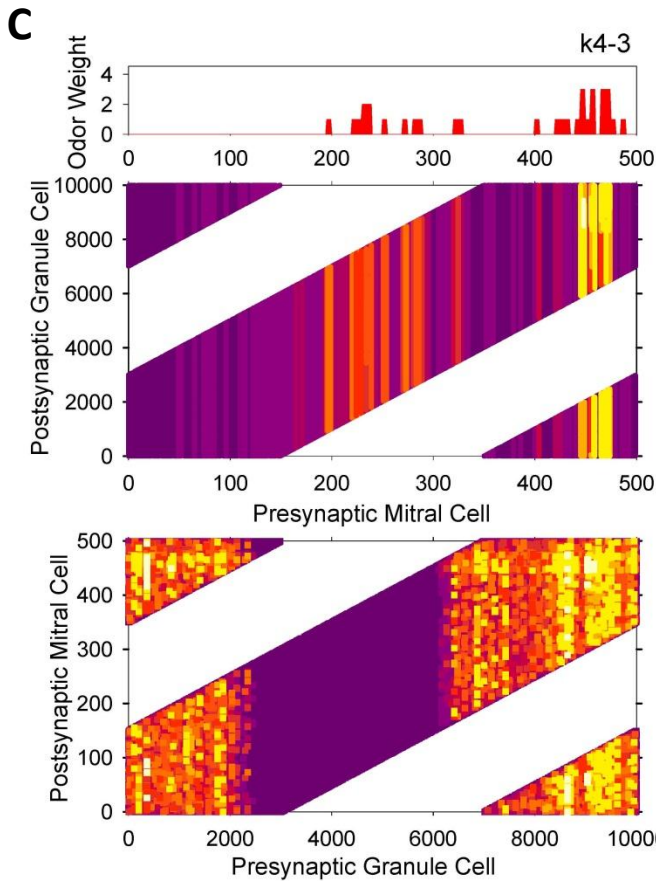 C
k4-3
Odor Weight
4
2
0
0 100 200 300 400 500
Postsynaptic Granule Cell
10000
8000
6000
4000
2000
0
0 100 200 300 400 500
Presynaptic Mitral Cell
Postsynaptic Mitral Cell
500
400
300
200
100
0
0 2000 4000 6000 8000 10000
Presynaptic Granule Cell